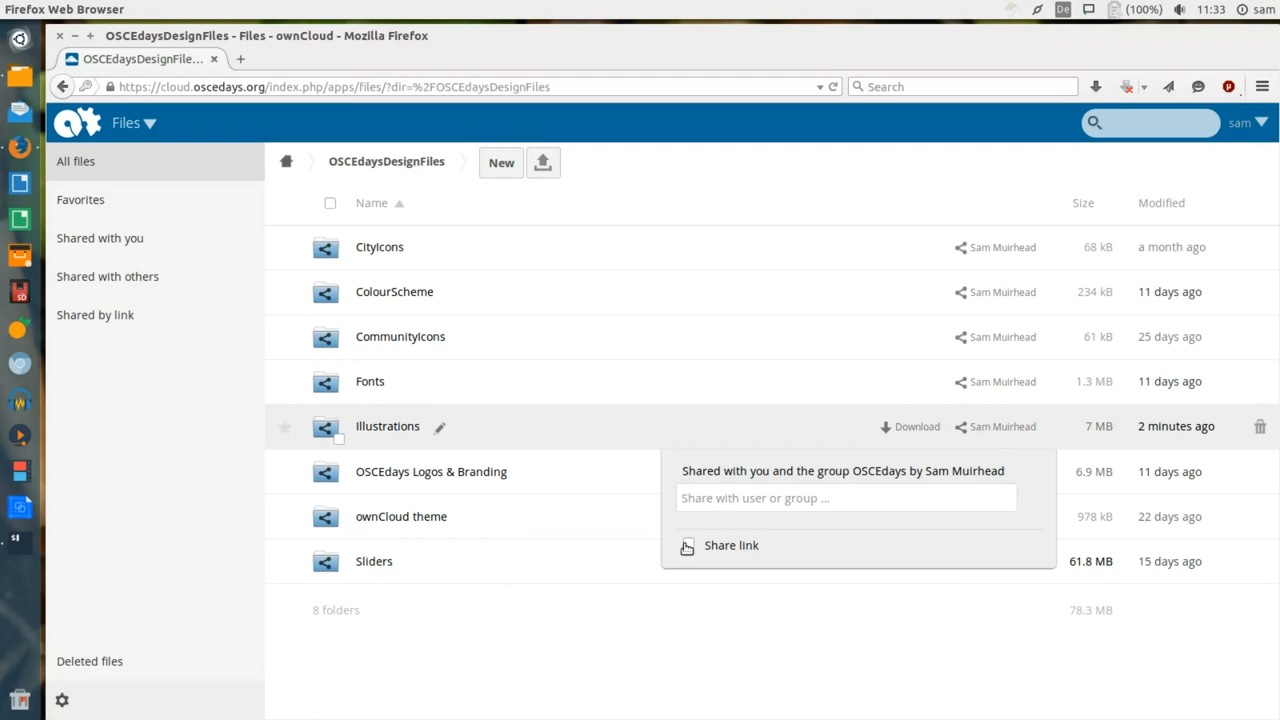 Firefox Web Browser De (100%) 11:33 sam
OSCEdaysDesignFiles - Files - ownCloud - Mozilla Firefox
OSCEdaysDesignFile...
https://cloud.oscedays.org/index.php/apps/files/?dir=%2FOSCEdaysDesignFiles Search
Files sam
All files
Favorites
Shared with you
Shared with others
Shared by link
Deleted files
OSCEdaysDesignFiles New
Name Size Modified
CityIcons Sam Muirhead 68 kB a month ago
ColourScheme Sam Muirhead 234 kB 11 days ago
CommunityIcons Sam Muirhead 61 kB 25 days ago
Fonts Sam Muirhead 1.3 MB 11 days ago
Illustrations Download Sam Muirhead 7 MB 2 minutes ago
OSCEdays Logos & Branding 6.9 MB 11 days ago
ownCloud theme 978 kB 22 days ago
Sliders 61.8 MB 15 days ago
8 folders 78.3 MB
Shared with you and the group OSCEdays by Sam Muirhead
Share with user or group ...
Share link
sb
SI